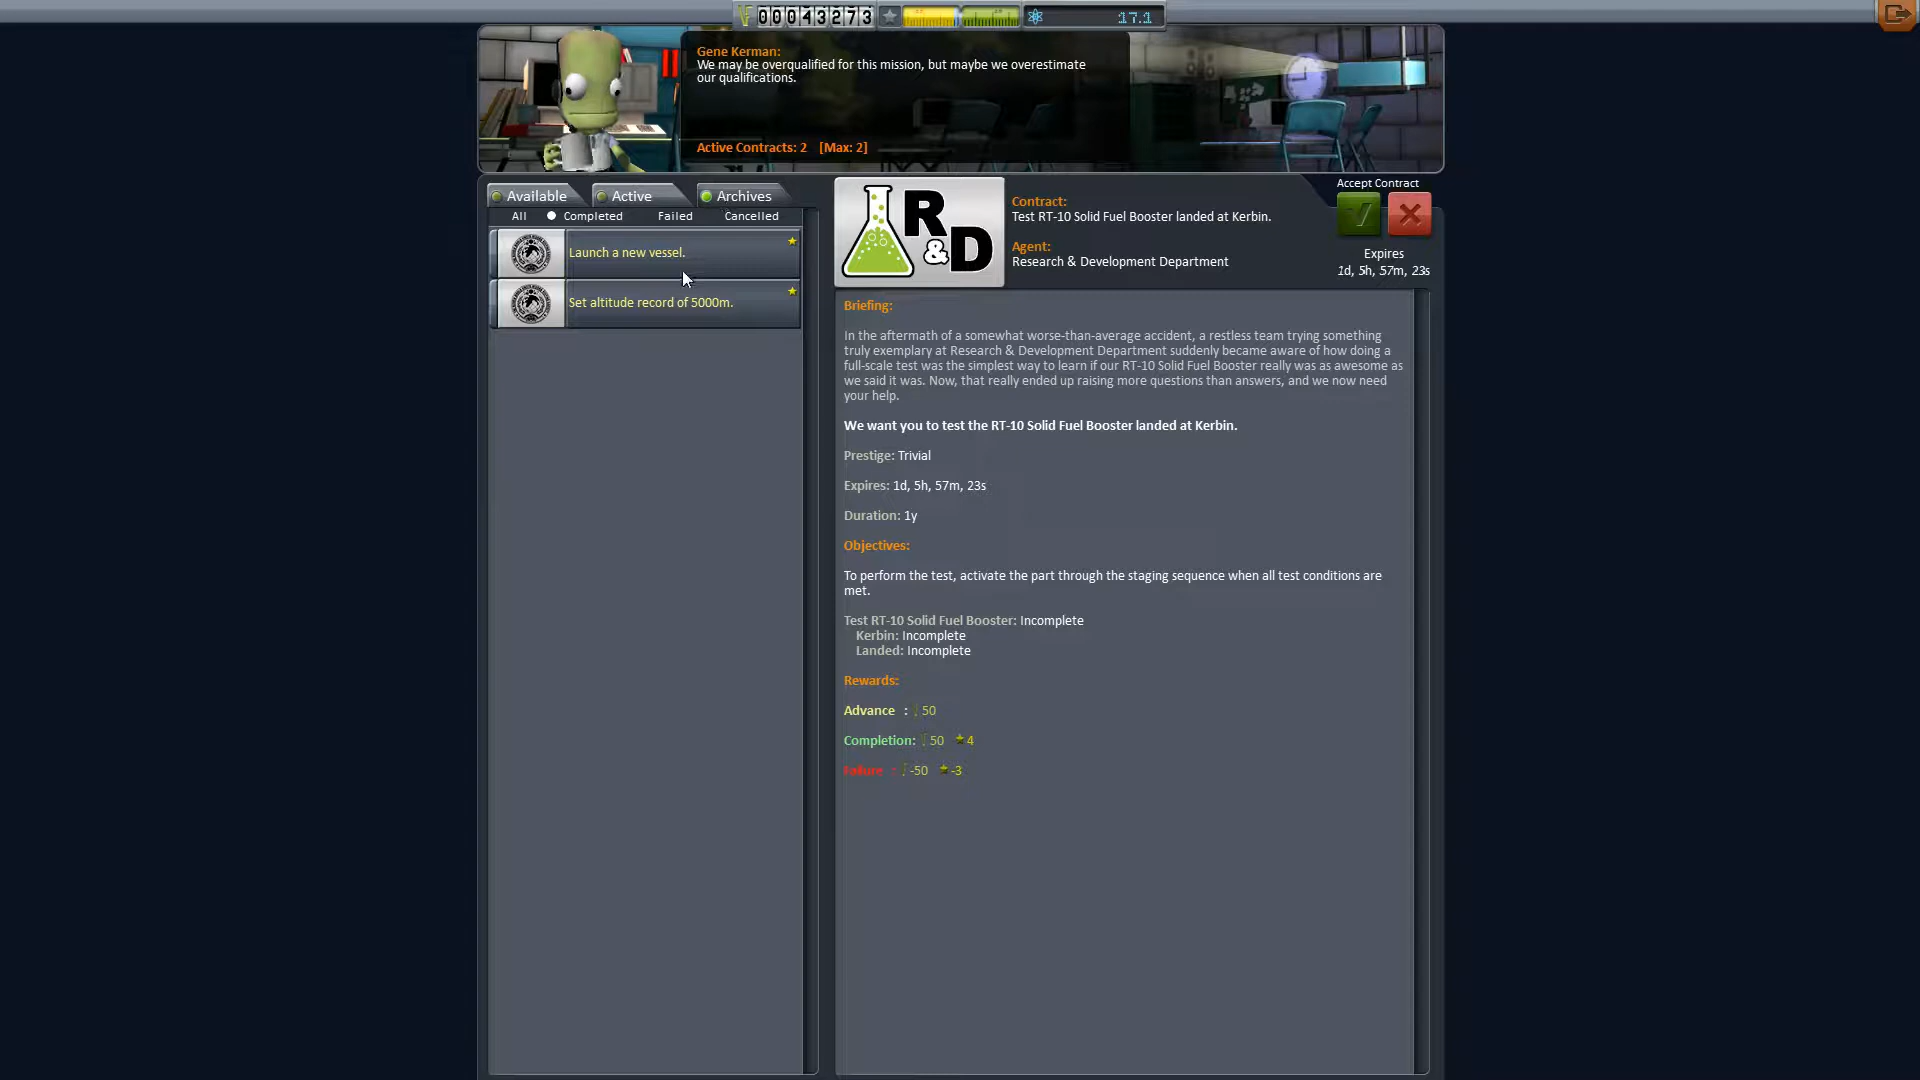 00043273
17.1
Gene Kerman:
We may be overqualified for this mission, but maybe we overestimate
our qualifications.
Active Contracts: 2 [Max: 2]
Available
Active
Archives
All
Completed
Failed
Cancelled
Launch a new vessel.
Set altitude record of 5000m.
R&D
Contract:
Test RT-10 Solid Fuel Booster landed at Kerbin.
Agent:
Research & Development Department
Accept Contract
Expires
1d, 5h, 57m, 23s
Briefing:
In the aftermath of a somewhat worse-than-average accident, a restless team trying something
truly exemplary at Research & Development Department suddenly became aware of how doing a
full-scale test was the simplest way to learn if our RT-10 Solid Fuel Booster really was as awesome as
we said it was. Now, that really ended up raising more questions than answers, and we now need
your help.
We want you to test the RT-10 Solid Fuel Booster landed at Kerbin.
Prestige: Trivial
Expires: 1d, 5h, 57m, 23s
Duration: 1y
Objectives:
To perform the test, activate the part through the staging sequence when all test conditions are
met.
Test RT-10 Solid Fuel Booster: Incomplete
Kerbin: Incomplete
Landed: Incomplete
Rewards:
Advance : 50
Completion: 50 4
Failure : -50 -3